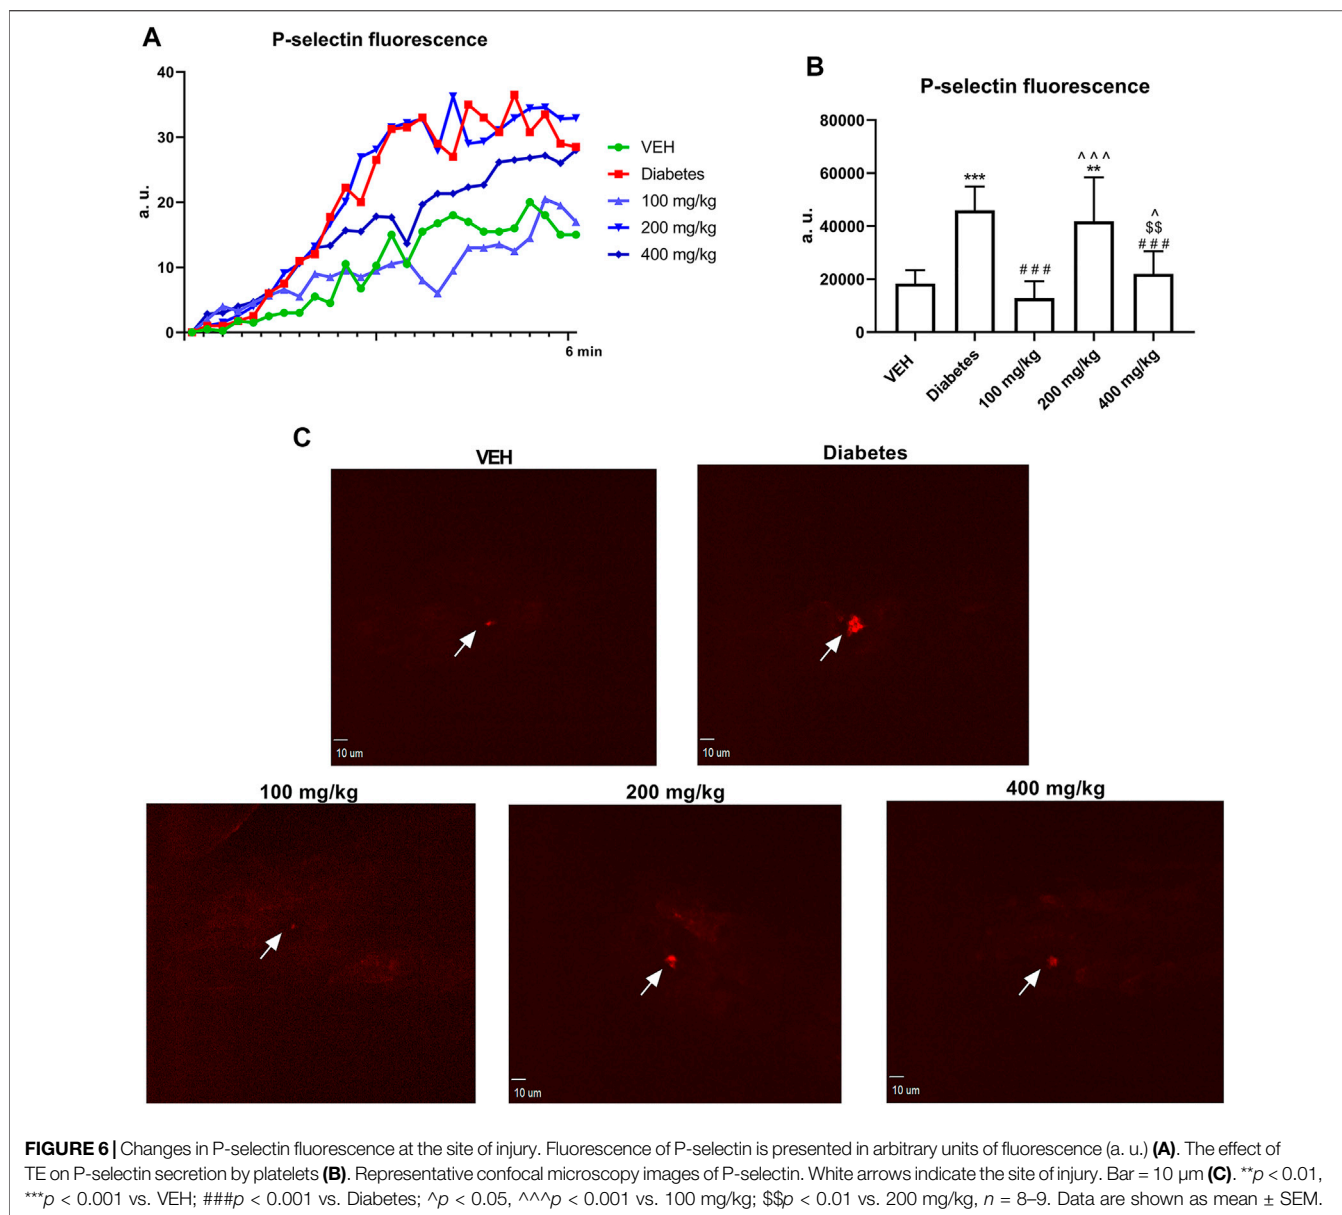 A
P-selectin fluorescence
40
30
20
10
0
a. u.
6 min
VEH
Diabetes
100 mg/kg
200 mg/kg
400 mg/kg
B
P-selectin fluorescence
80000
60000
40000
20000
0
a. u.
***
###
^^^
**
^
$$
###
VEH
Diabetes
100 mg/kg
200 mg/kg
400 mg/kg
C
VEH
10 um
Diabetes
10 um
100 mg/kg
200 mg/kg
10 um
400 mg/kg
10 um
FIGURE 6 | Changes in P-selectin fluorescence at the site of injury. Fluorescence of P-selectin is presented in arbitrary units of fluorescence (a. u.) (A). The effect of
TE on P-selectin secretion by platelets (B). Representative confocal microscopy images of P-selectin. White arrows indicate the site of injury. Bar = 10 µm (C). **p < 0.01,
***p < 0.001 vs. VEH; ###p < 0.001 vs. Diabetes; ^p < 0.05, ^^^p < 0.001 vs. 100 mg/kg; $$p < 0.01 vs. 200 mg/kg, n = 8–9. Data are shown as mean ± SEM.